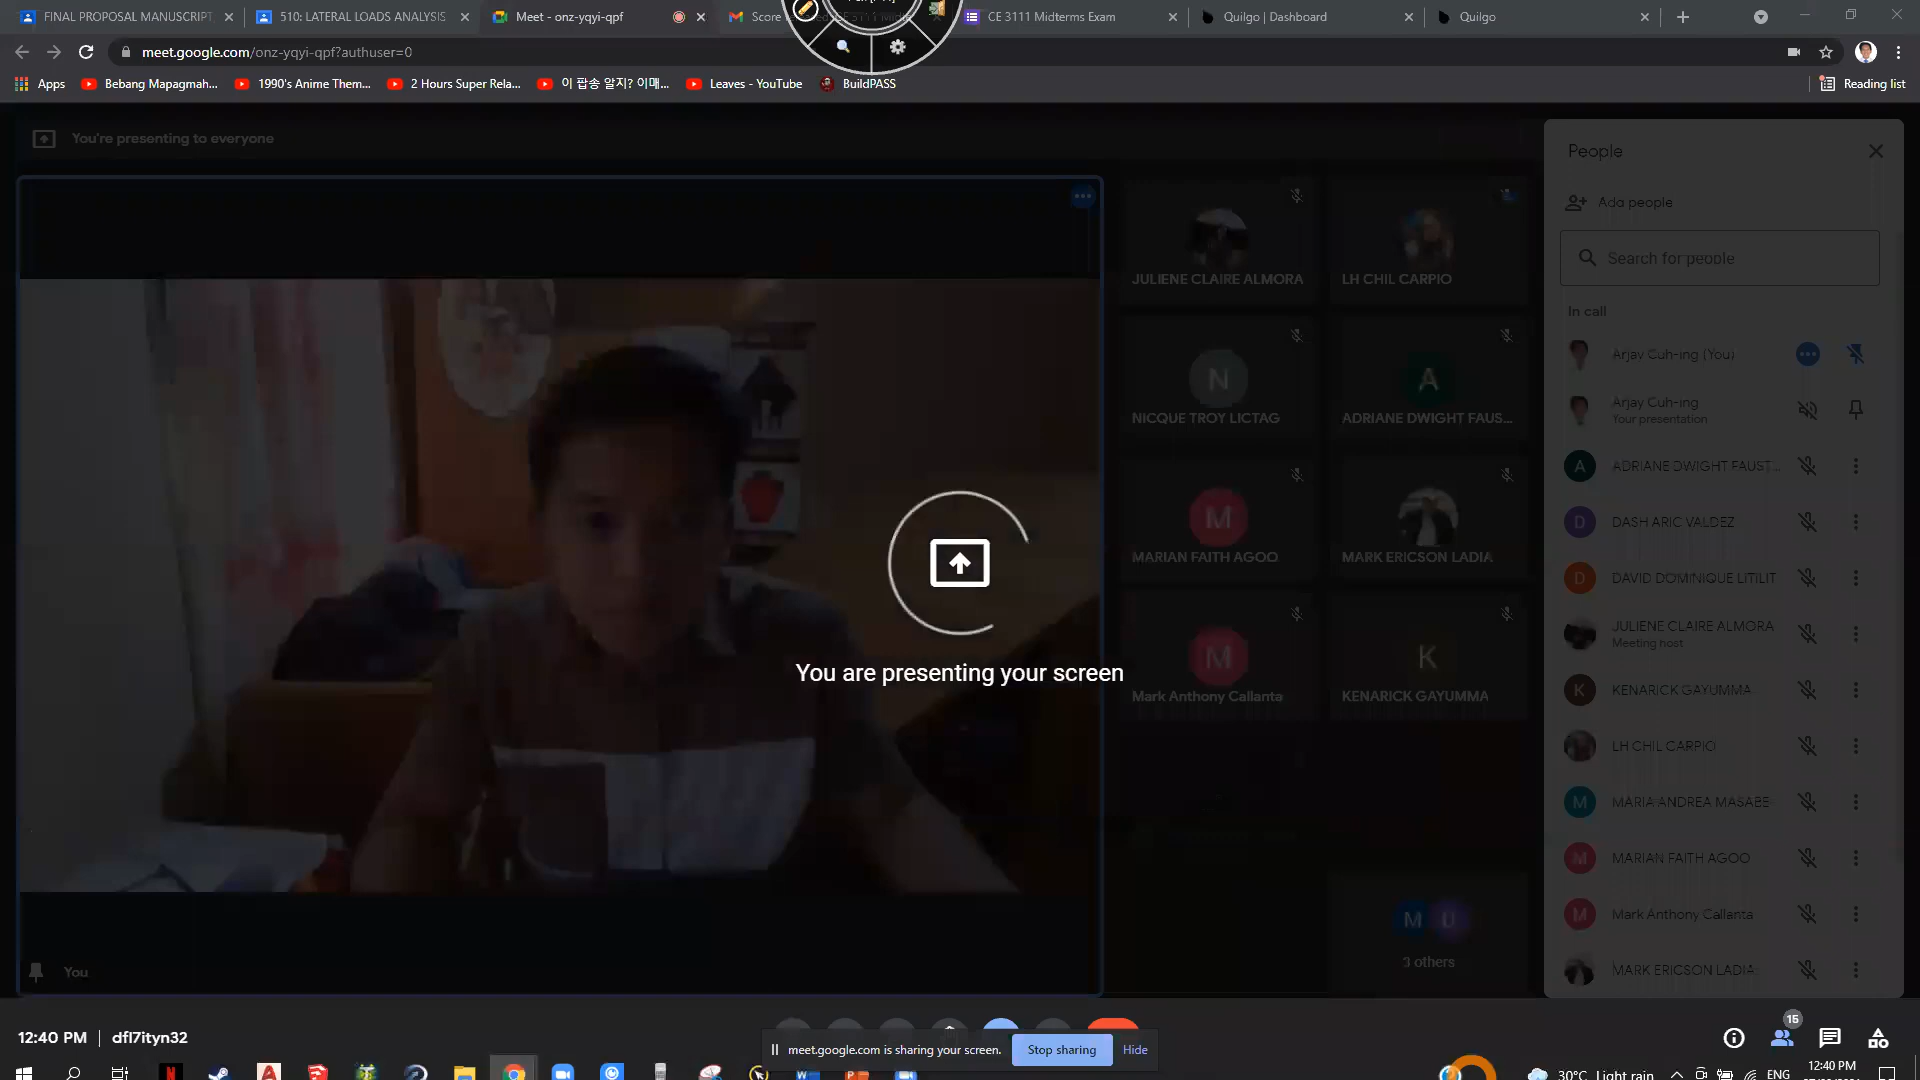 FINAL PROPOSAL MANUSCRIPT
510: LATERAL LOADS ANALYSIS
Meet - onz-yqyi-qpf
CE 3111 Midterms Exam
Quilgo | Dashboard
Quilgo
meet.google.com/onz-yqyi-qpf?authuser=0
Apps
Bebang Mapagmah...
1990's Anime Them...
2 Hours Super Rela...
이 팝송 알지? 이매...
Leaves - YouTube
BuildPASS
Reading list
You're presenting to everyone
People
Add people
Search for people
In call
Arjay Cuh-ing (You)
Arjay Cuh-ing
Your presentation
A
ADRIANE DWIGHT FAUST...
D
DASH ARIC VALDEZ
D
DAVID DOMINIQUE LITILIT
JULIENE CLAIRE ALMORA
Meeting host
K
KENARICK GAYUMMA
LH CHIL CARPIO
M
MARIA ANDREA MASABE
M
MARIAN FAITH AGOO
M
Mark Anthony Callanta
MARK ERICSON LADIA
JULIENE CLAIRE ALMORA
LH CHIL CARPIO
N
NICQUE TROY LICTAG
A
ADRIANE DWIGHT FAUS...
M
MARIAN FAITH AGOO
MARK ERICSON LADIA
M
Mark Anthony Callanta
K
KENARICK GAYUMMA
M U
3 others
You are presenting your screen
You
12:40 PM | dfl7ityn32
meet.google.com is sharing your screen.
Stop sharing
Hide
15
30°C Light rain
ENG
12:40 PM